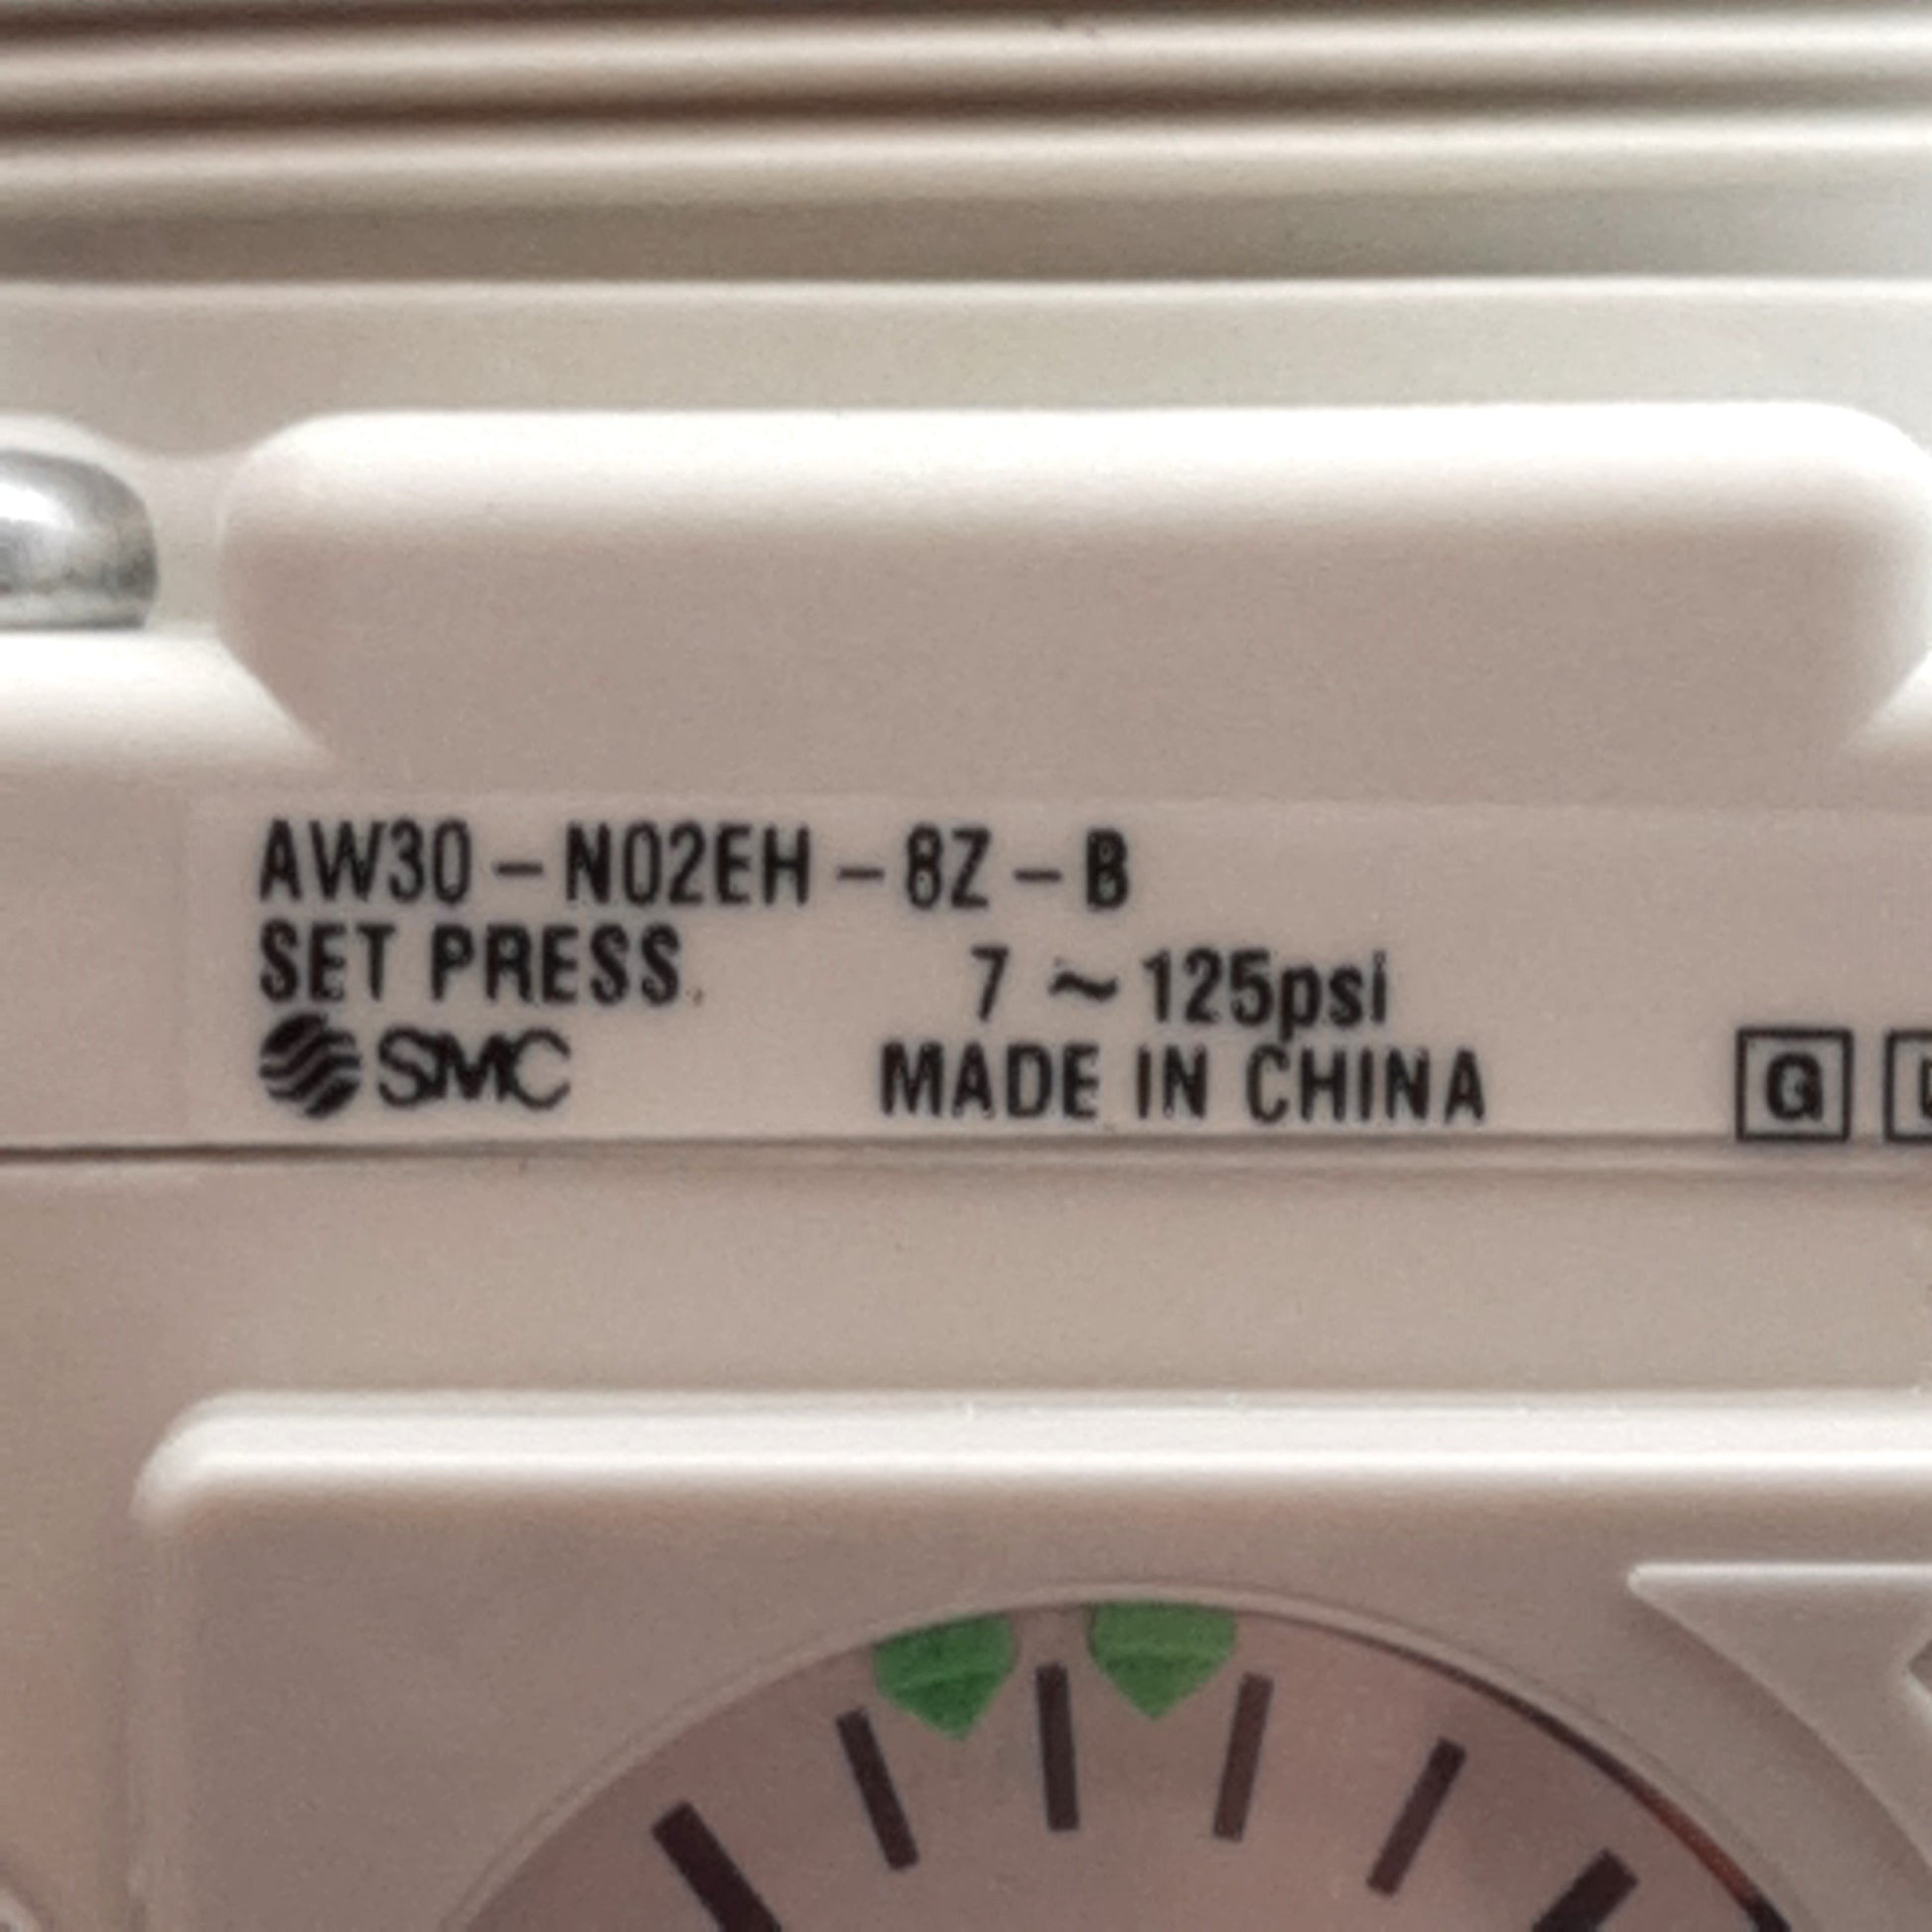 AW30-N02EH-8Z-B
SET PRESS. 7 ~ 125psi
SMC MADE IN CHINA G